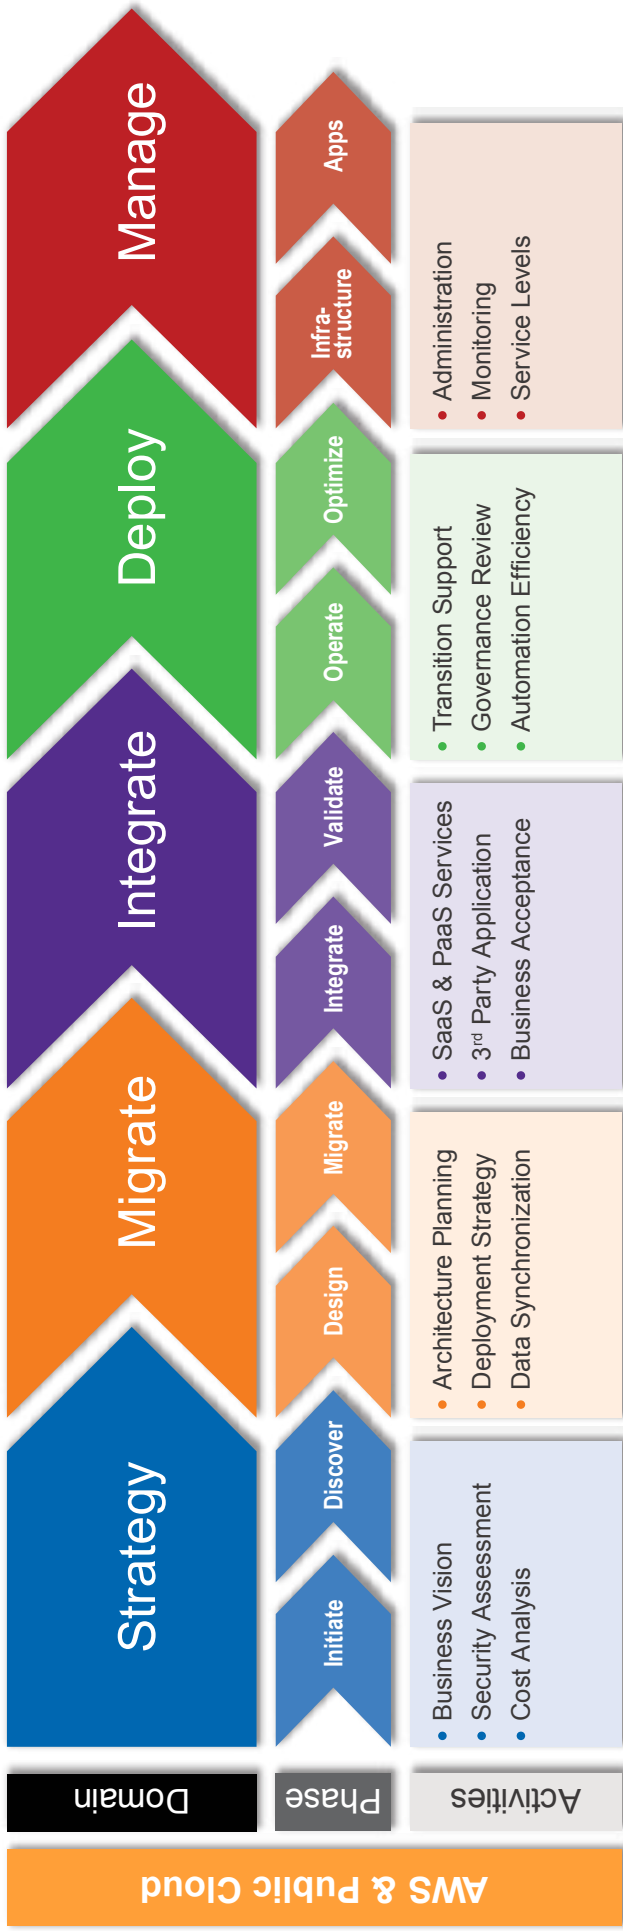 AWS & Public Cloud
Domain
Strategy
Migrate
Integrate
Deploy
Manage
Phase
Initiate
Discover
Design
Migrate
Integrate
Validate
Operate
Optimize
Infra-
structure
Apps
Activities
• Business Vision
• Security Assessment
• Cost Analysis
• Architecture Planning
• Deployment Strategy
• Data Synchronization
• SaaS & PaaS Services
• 3rd Party Application
• Business Acceptance
• Transition Support
• Governance Review
• Automation Efficiency
• Administration
• Monitoring
• Service Levels